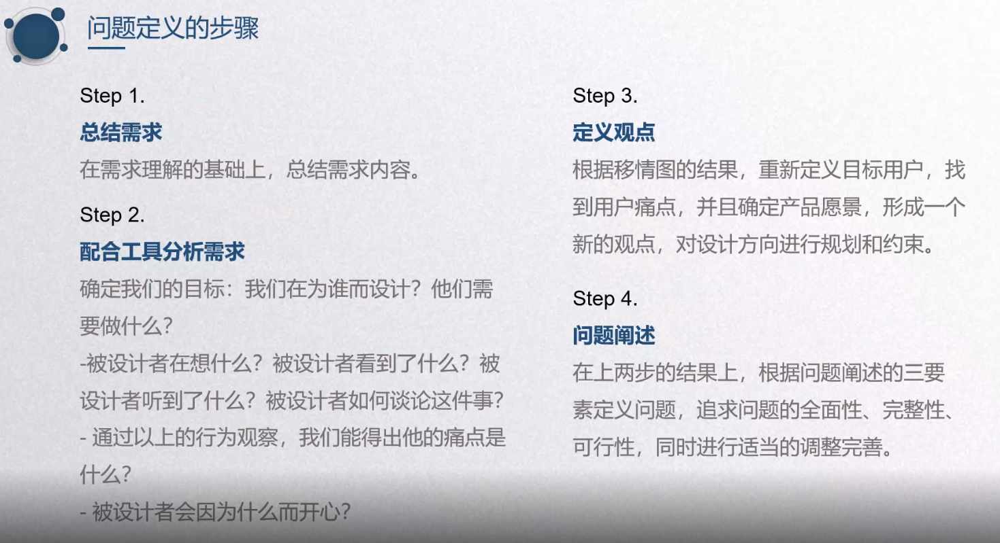 问题定义的步骤
Step 1.
总结需求
在需求理解的基础上，总结需求内容。
Step 2.
配合工具分析需求
确定我们的目标：我们在为谁而设计？他们需
要做什么？
-被设计者在想什么？被设计者看到了什么？被
设计者听到了什么？被设计者如何谈论这件事？
- 通过以上的行为观察，我们能得出他的痛点是
什么？
- 被设计者会因为什么而开心？
Step 3.
定义观点
根据移情图的结果，重新定义目标用户，找
到用户痛点，并且确定产品愿景，形成一个
新的观点，对设计方向进行规划和约束。
Step 4.
问题阐述
在上两步的结果上，根据问题阐述的三要
素定义问题，追求问题的全面性、完整性、
可行性，同时进行适当的调整完善。